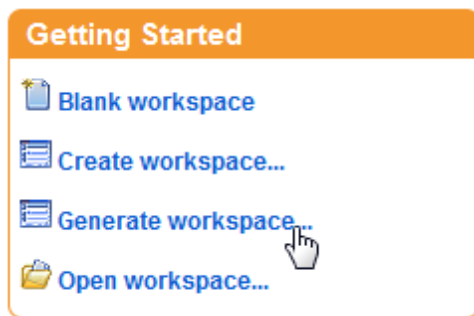 Getting Started
Blank workspace
Create workspace...
Generate workspace...
Open workspace...